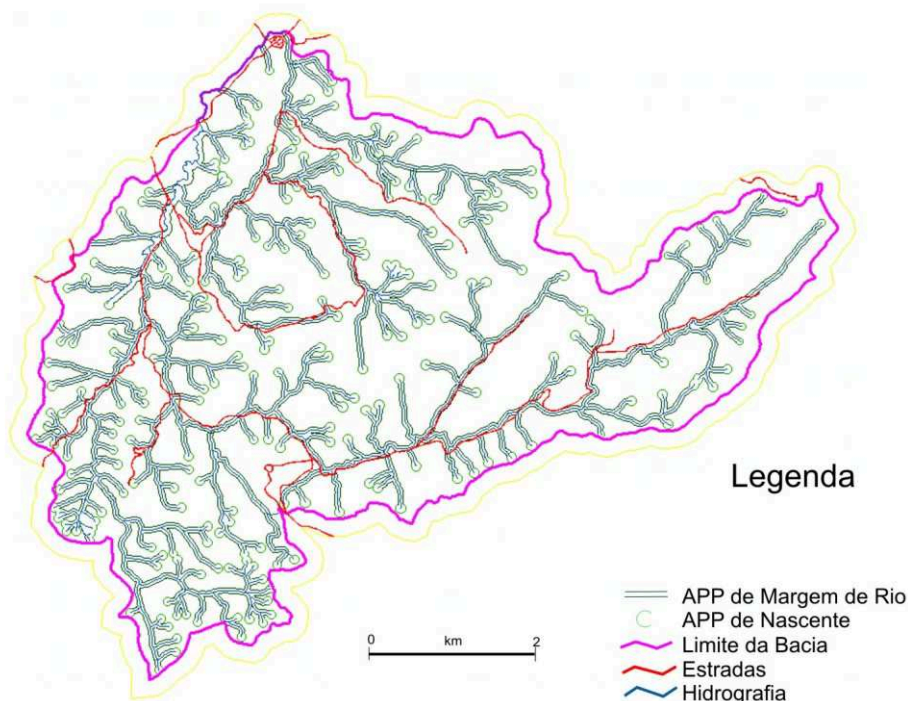 Legenda
APP de Margem de Rio
APP de Nascente
Limite da Bacia
Estradas
Hidrografia
0 km 2